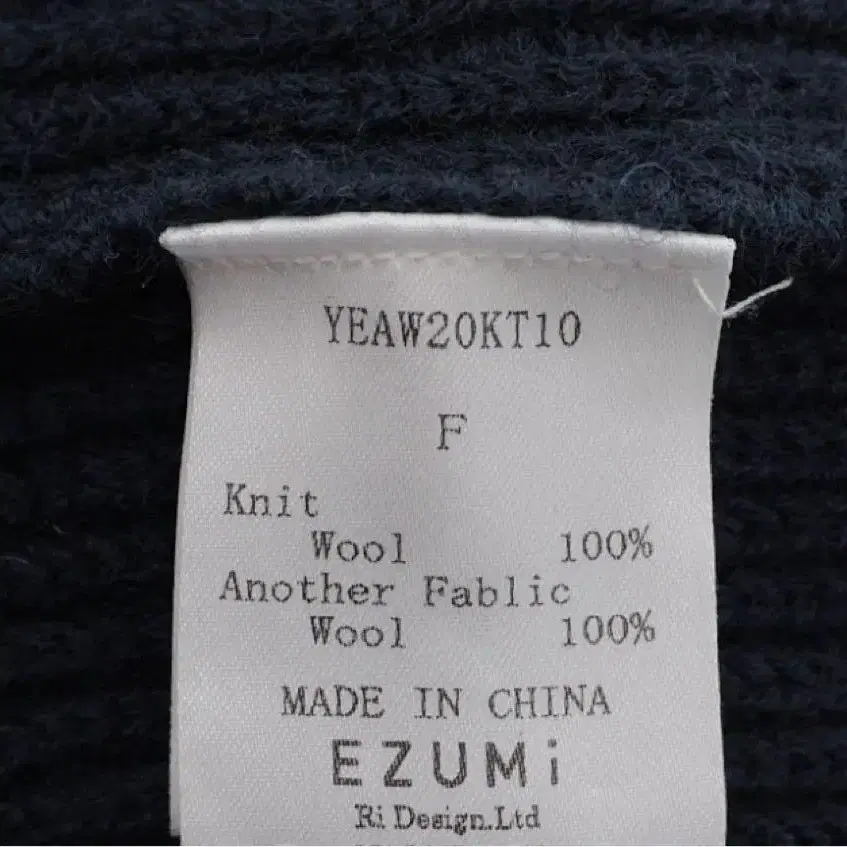 YEAW20KT10
F
Knit
Wool 100%
Another Fablic
Wool 100%
MADE IN CHINA
EZUMi
Ri Design.Ltd